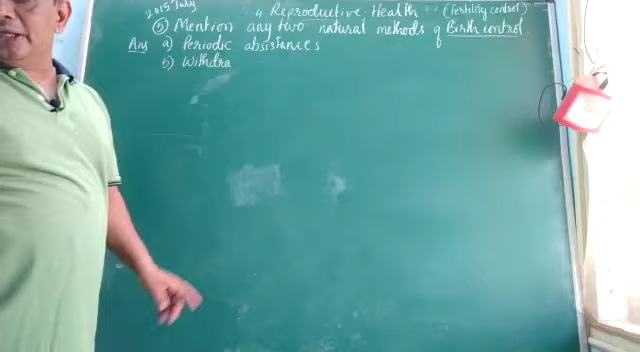 2015 July 4 Reproductive Health (Fertility control)
⑤ Mention any two natural methods of Birth control
Ans a) Periodic absistances
b) Withdra